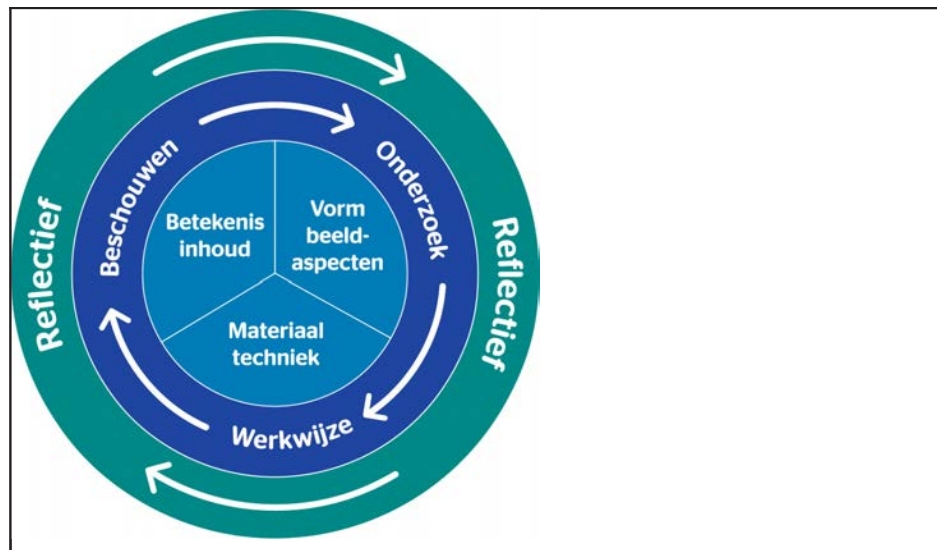 Reflectief
Beschouwen
Onderzoek
Reflectief
Betekenis
inhoud
Vorm
beeld-
aspecten
Materiaal
techniek
Werkwijze